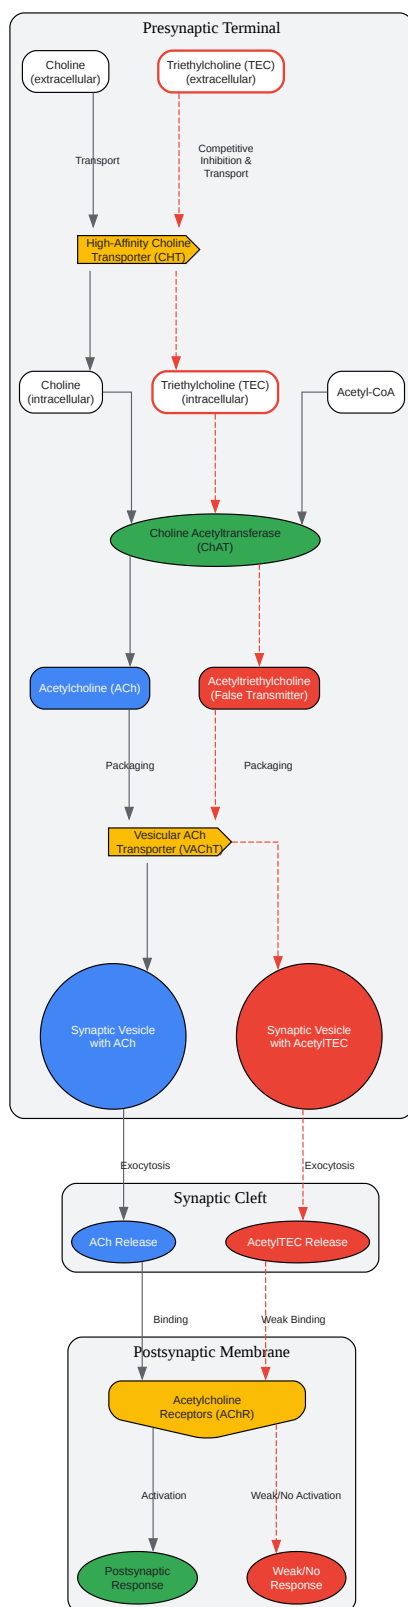 Presynaptic Terminal
Choline
(extracellular)
Triethylcholine (TEC)
(extracellular)
Transport
Competitive
Inhibition &
Transport
High-Affinity Choline
Transporter (CHT)
Choline
(intracellular)
Triethylcholine (TEC)
(intracellular)
Acetyl-CoA
Choline Acetyltransferase
(ChAT)
Acetylcholine (ACh)
Acetyltriethylcholine
(False Transmitter)
Packaging
Packaging
Vesicular ACh
Transporter (VAChT)
Synaptic Vesicle
with ACh
Synaptic Vesicle
with AcetylTEC
Exocytosis
Exocytosis
Synaptic Cleft
ACh Release
AcetylTEC Release
Binding
Weak Binding
Postsynaptic Membrane
Acetylcholine
Receptors (AChR)
Activation
Weak/No Activation
Postsynaptic
Response
Weak/No
Response